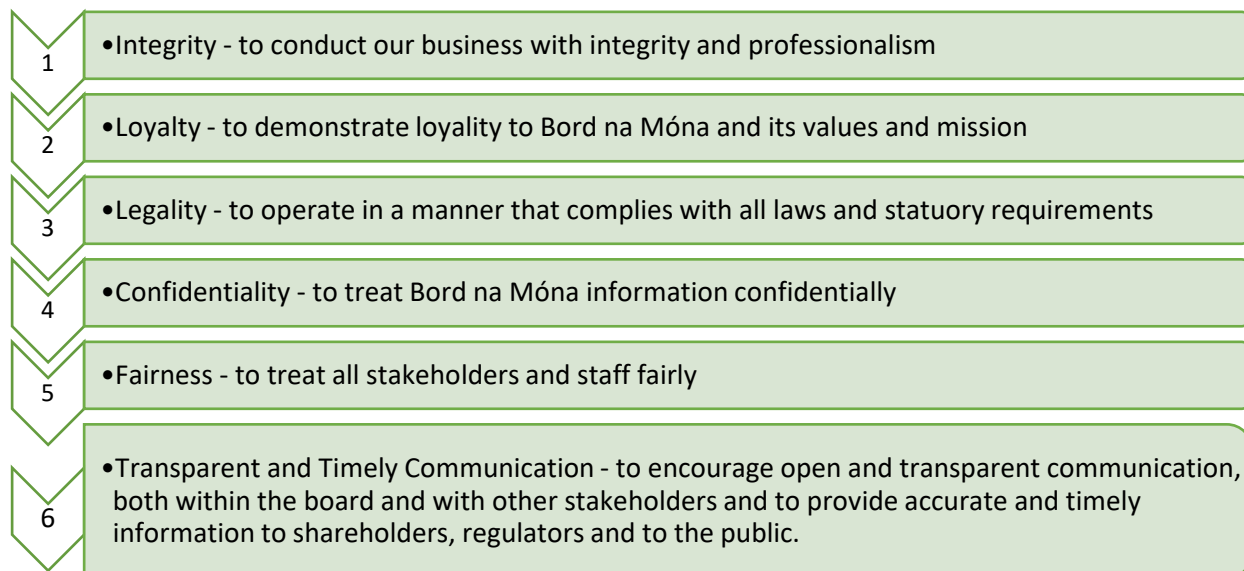 1
•Integrity - to conduct our business with integrity and professionalism
2
•Loyalty - to demonstrate loyality to Bord na Móna and its values and mission
3
•Legality - to operate in a manner that complies with all laws and statuory requirements
4
•Confidentiality - to treat Bord na Móna information confidentially
5
•Fairness - to treat all stakeholders and staff fairly
6
•Transparent and Timely Communication - to encourage open and transparent communication,
both within the board and with other stakeholders and to provide accurate and timely
information to shareholders, regulators and to the public.